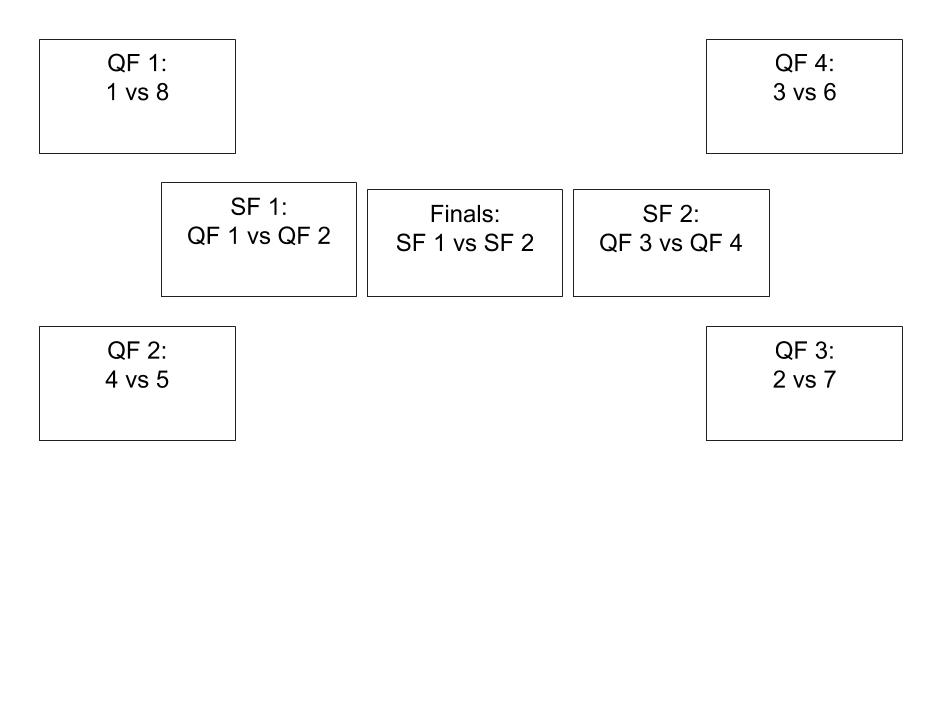 QF 1:
1 vs 8
QF 4:
3 vs 6
SF 1:
QF 1 vs QF 2
Finals:
SF 1 vs SF 2
SF 2:
QF 3 vs QF 4
QF 2:
4 vs 5
QF 3:
2 vs 7